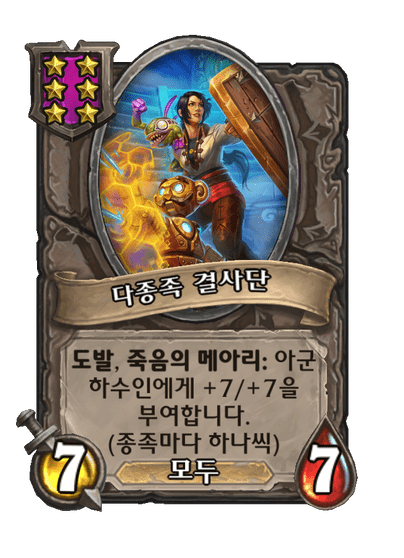 다종족 결사단
도발, 죽음의 메아리: 아군
하수인에게 +7/+7을
부여합니다.
(종족마다 하나씩)
모두
7
7